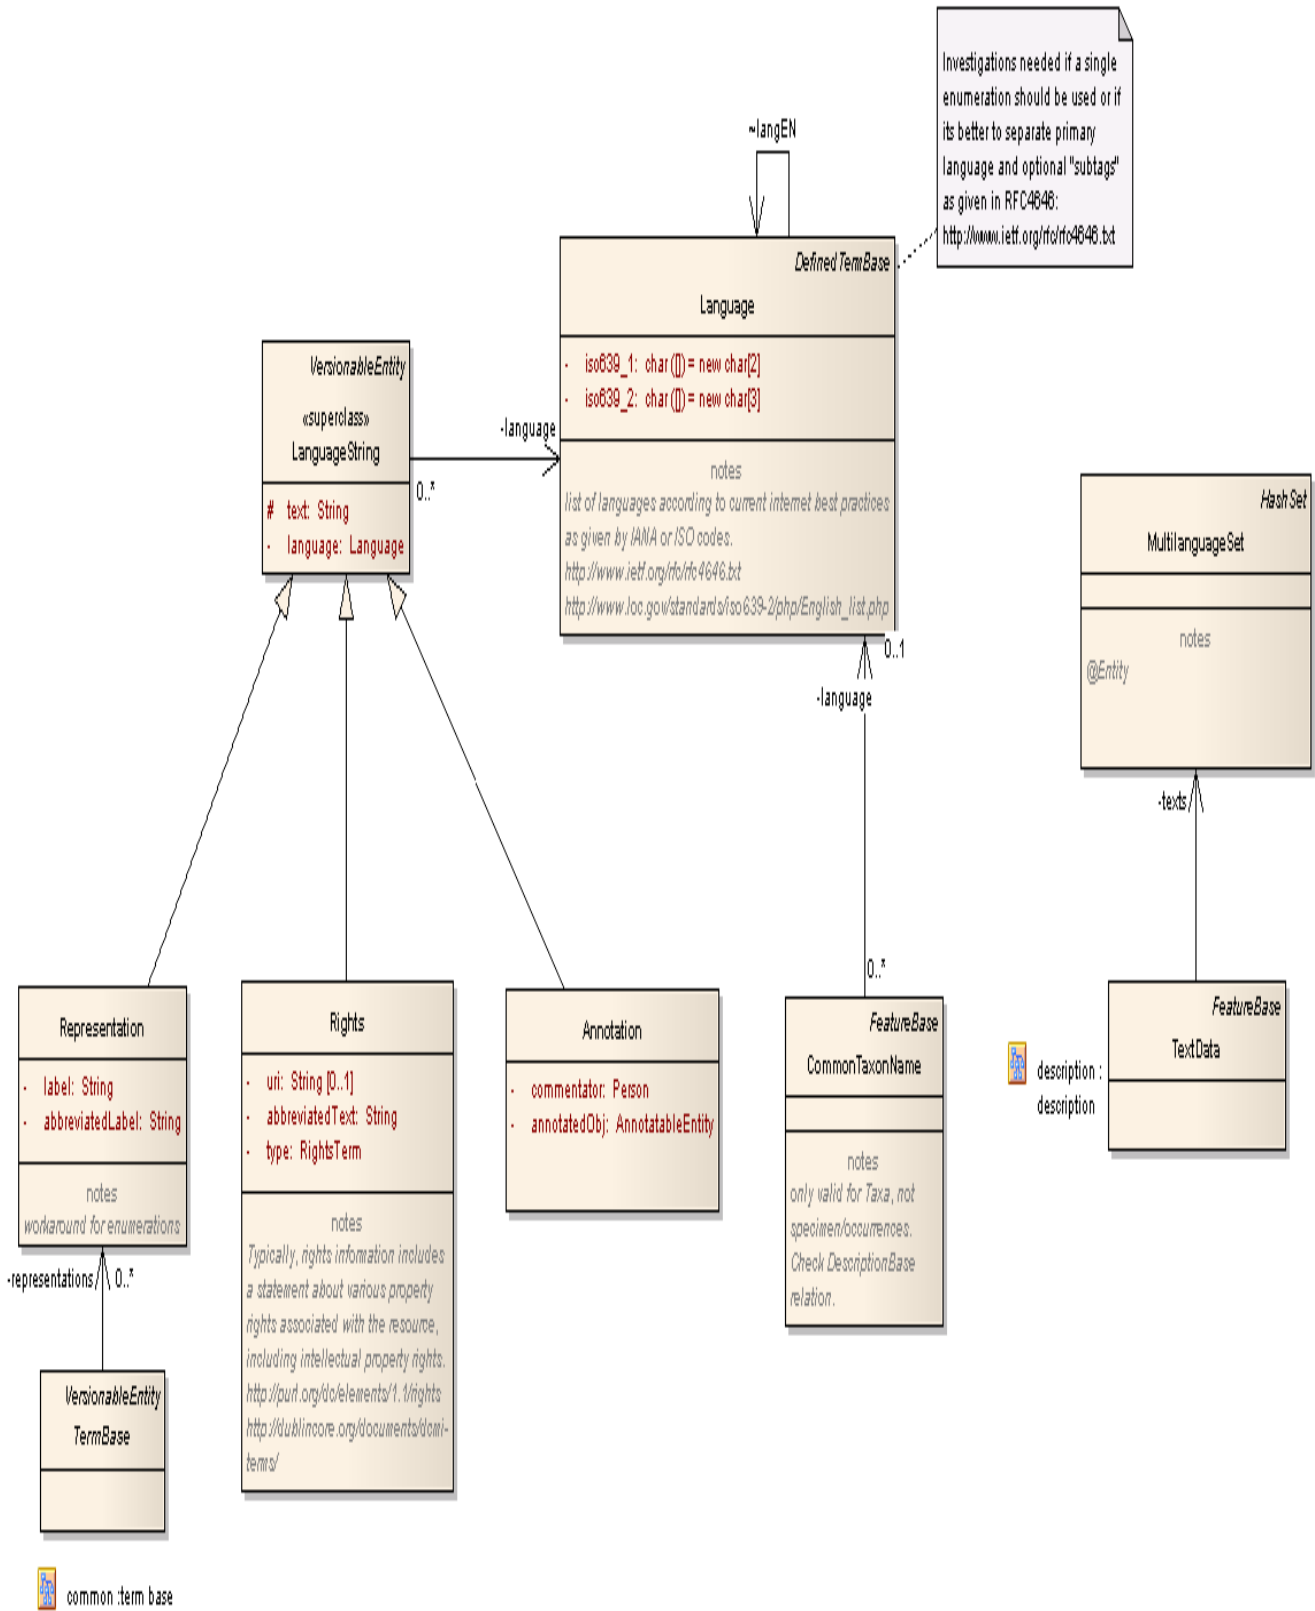 Investigations needed if a single
enumeration should be used or if
its better to separate primary
language and optional "subtags"
as given in RFC4646:
http://www.ietf.org/rfc/rfc4646.txt
~langEN
DefinedTermBase
Language
- iso639_1: char ([]) = new char[2]
- iso639_2: char ([]) = new char[3]
notes
list of languages according to current internet best practices
as given by IANA or ISO codes.
http://www.ietf.org/rfc/rfc4646.txt
http://www.loc.gov/standards/iso639-2/php/English_list.php
VersionableEntity
«superclass»
LanguageString
# text: String
- language: Language
-language
0..*
HashSet
MultilanguageSet
notes
@Entity
0..1
-language
-texts
0..*
Representation
- label: String
- abbreviatedLabel: String
notes
workaround for enumerations
Rights
- uri: String [0..1]
- abbreviatedText: String
- type: RightsTerm
notes
Typically, rights information includes
a statement about various property
rights associated with the resource,
including intellectual property rights.
http://purl.org/dc/elements/1.1/rights
http://dublincore.org/documents/dcmi-
terms/
Annotation
- commentator: Person
- annotatedObj: AnnotatableEntity
FeatureBase
CommonTaxonName
notes
only valid for Taxa, not
specimen/occurrences.
Check DescriptionBase
relation.
FeatureBase
TextData
description :
description
-representations
0..*
VersionableEntity
TermBase
common :term base